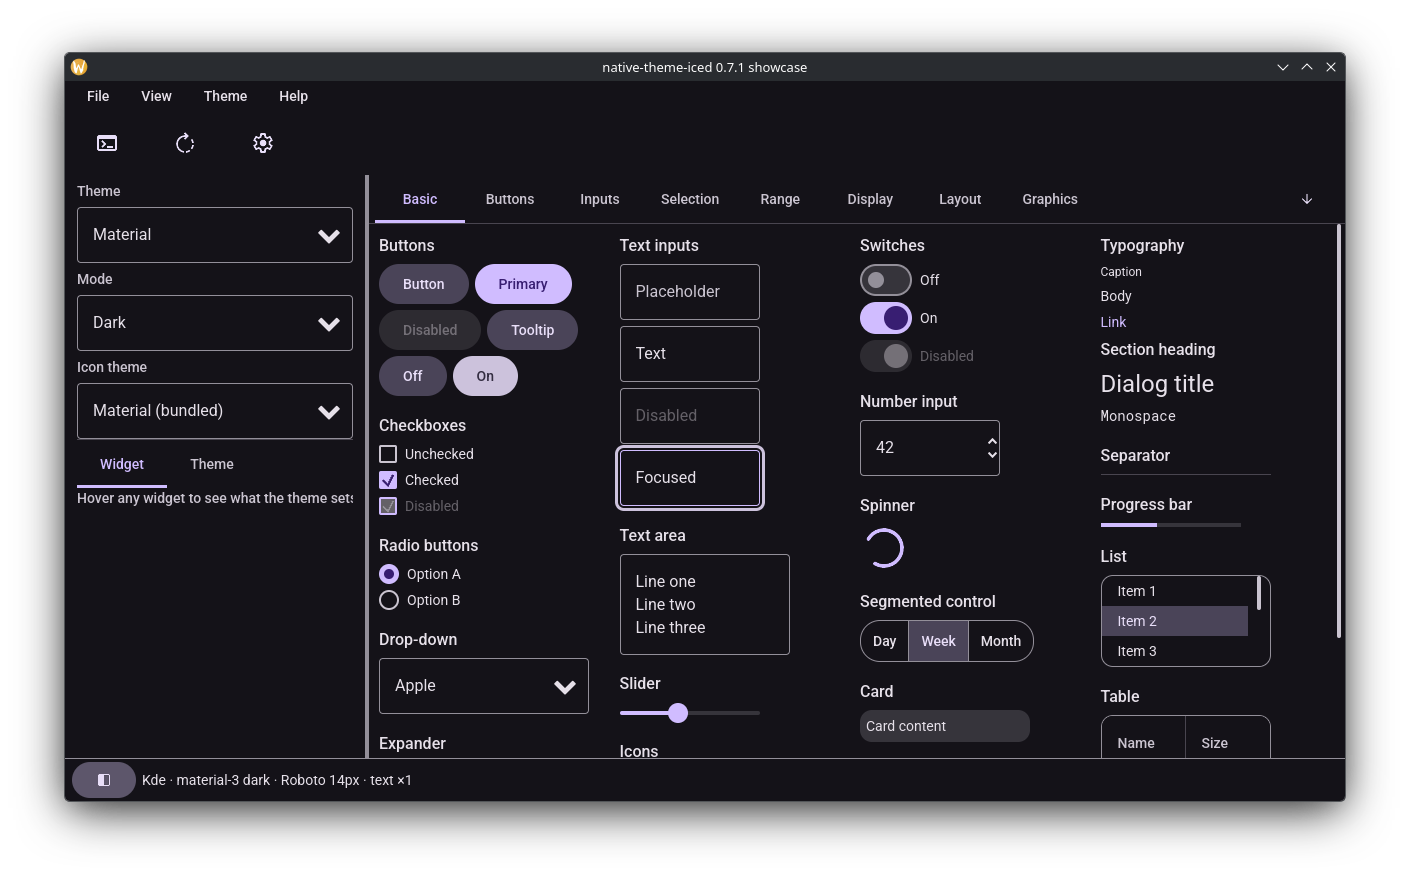 native-theme-iced 0.7.1 showcase
File View Theme Help
Theme
Material
Mode
Dark
Icon theme
Material (bundled)
Widget Theme
Hover any widget to see what the theme sets
Basic Buttons Inputs Selection Range Display Layout Graphics
Buttons
Button Primary
Disabled Tooltip
Off On
Checkboxes
Unchecked
Checked
Disabled
Radio buttons
Option A
Option B
Drop-down
Apple
Expander
Text inputs
Placeholder
Text
Disabled
Focused
Text area
Line one
Line two
Line three
Slider
Icons
Switches
Off
On
Disabled
Number input
42
Spinner
Segmented control
Day Week Month
Card
Card content
Typography
Caption
Body
Link
Section heading
Dialog title
Monospace
Separator
Progress bar
List
Item 1
Item 2
Item 3
Table
Name Size
Kde · material-3 dark · Roboto 14px · text ×1